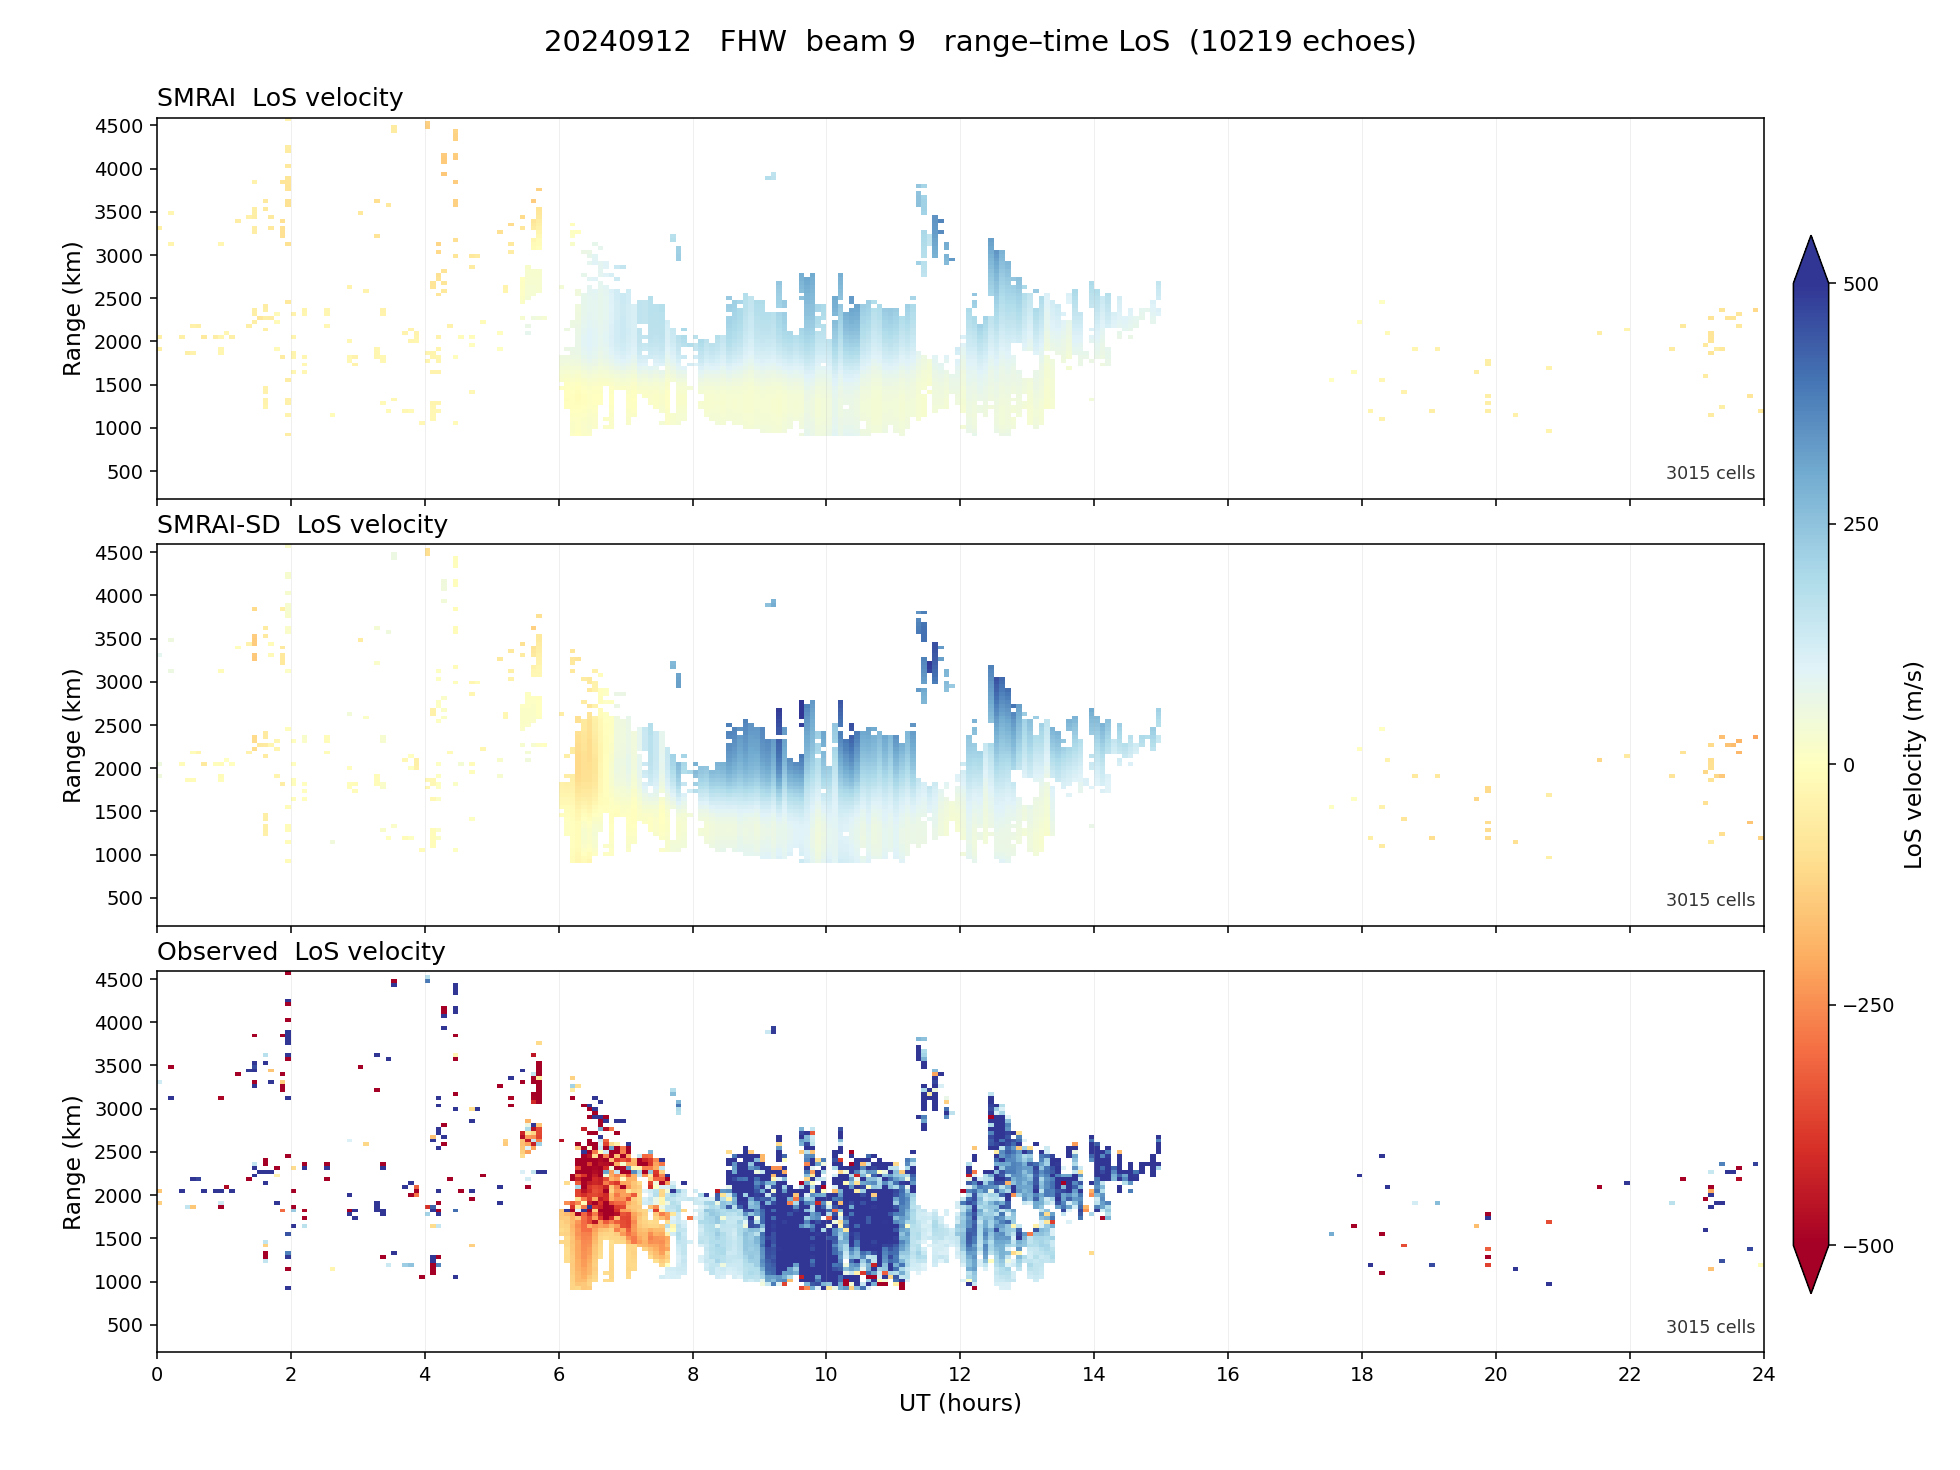 20240912 FHW beam 9 range–time LoS (10219 echoes)
SMRAI LoS velocity
4500
4000
3500
3000
2500
2000
1500
1000
500
Range (km)
3015 cells
SMRAI-SD LoS velocity
4500
4000
3500
3000
2500
2000
1500
1000
500
Range (km)
3015 cells
Observed LoS velocity
4500
4000
3500
3000
2500
2000
1500
1000
500
Range (km)
3015 cells
0 2 4 6 8 10 12 14 16 18 20 22 24
UT (hours)
500
250
0
−250
−500
LoS velocity (m/s)